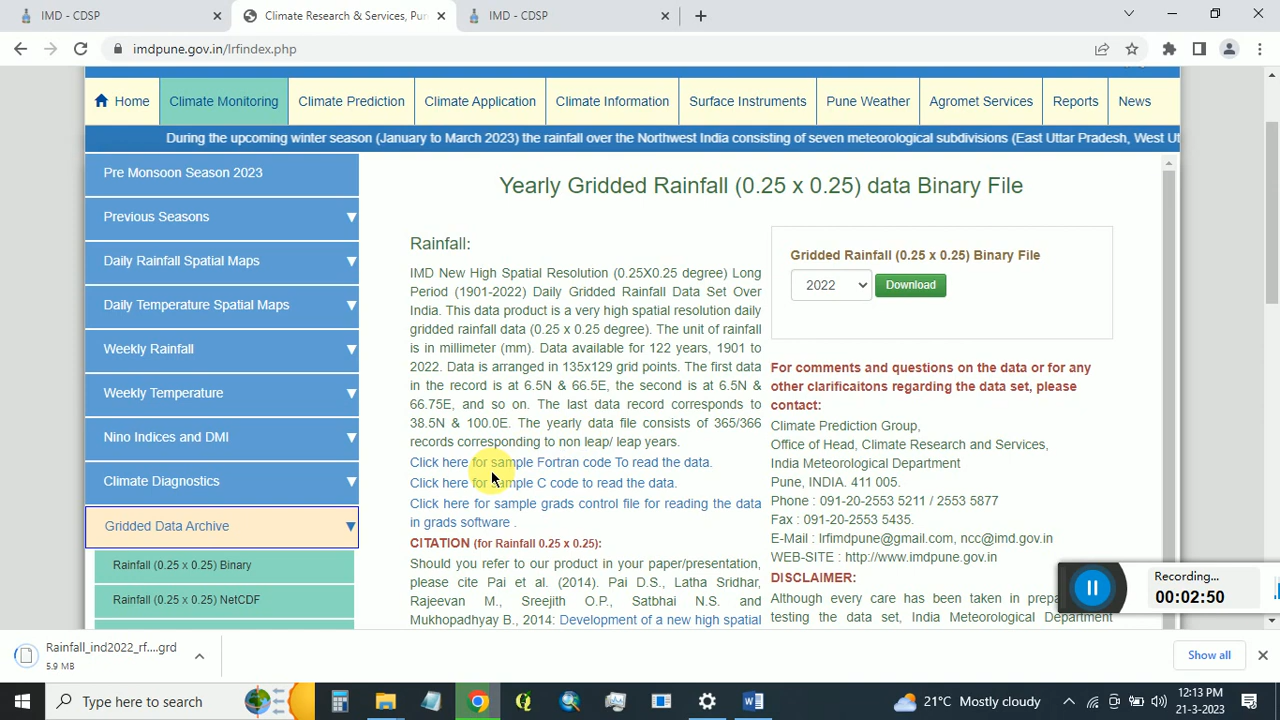 IMD - CDSP
Climate Research & Services, Pun
IMD - CDSP
imdpune.gov.in/lrfindex.php
Home
Climate Monitoring
Climate Prediction
Climate Application
Climate Information
Surface Instruments
Pune Weather
Agromet Services
Reports
News
During the upcoming winter season (January to March 2023) the rainfall over the Northwest India consisting of seven meteorological subdivisions (East Uttar Pradesh, West Ut
Pre Monsoon Season 2023
Previous Seasons
Daily Rainfall Spatial Maps
Daily Temperature Spatial Maps
Weekly Rainfall
Weekly Temperature
Nino Indices and DMI
Climate Diagnostics
Gridded Data Archive
Rainfall (0.25 x 0.25) Binary
Rainfall (0.25 x 0.25) NetCDF
Yearly Gridded Rainfall (0.25 x 0.25) data Binary File
Rainfall:
IMD New High Spatial Resolution (0.25X0.25 degree) Long
Period (1901-2022) Daily Gridded Rainfall Data Set Over
India. This data product is a very high spatial resolution daily
gridded rainfall data (0.25 x 0.25 degree). The unit of rainfall
is in millimeter (mm). Data available for 122 years, 1901 to
2022. Data is arranged in 135x129 grid points. The first data
in the record is at 6.5N & 66.5E, the second is at 6.5N &
66.75E, and so on. The last data record corresponds to
38.5N & 100.0E. The yearly data file consists of 365/366
records corresponding to non leap/ leap years.
Click here for sample Fortran code To read the data.
Click here for sample C code to read the data.
Click here for sample grads control file for reading the data
in grads software .
CITATION (for Rainfall 0.25 x 0.25):
Should you refer to our product in your paper/presentation,
please cite Pai et al. (2014). Pai D.S., Latha Sridhar,
Rajeevan M., Sreejith O.P., Satbhai N.S. and
Mukhopadhyay B., 2014: Development of a new high spatial
Gridded Rainfall (0.25 x 0.25) Binary File
2022
Download
For comments and questions on the data or for any
other clarificaitons regarding the data set, please
contact:
Climate Prediction Group,
Office of Head, Climate Research and Services,
India Meteorological Department
Pune, INDIA. 411 005.
Phone : 091-20-2553 5211 / 2553 5877
Fax : 091-20-2553 5435.
E-Mail : lrfimdpune@gmail.com, ncc@imd.gov.in
WEB-SITE : http://www.imdpune.gov.in
DISCLAIMER:
Although every care has been taken in prepa
testing the data set, India Meteorological Department
Recording...
00:02:50
Rainfall_ind2022_rf....grd
5.9 MB
Show all
Type here to search
21°C Mostly cloudy
12:13 PM
21-3-2023